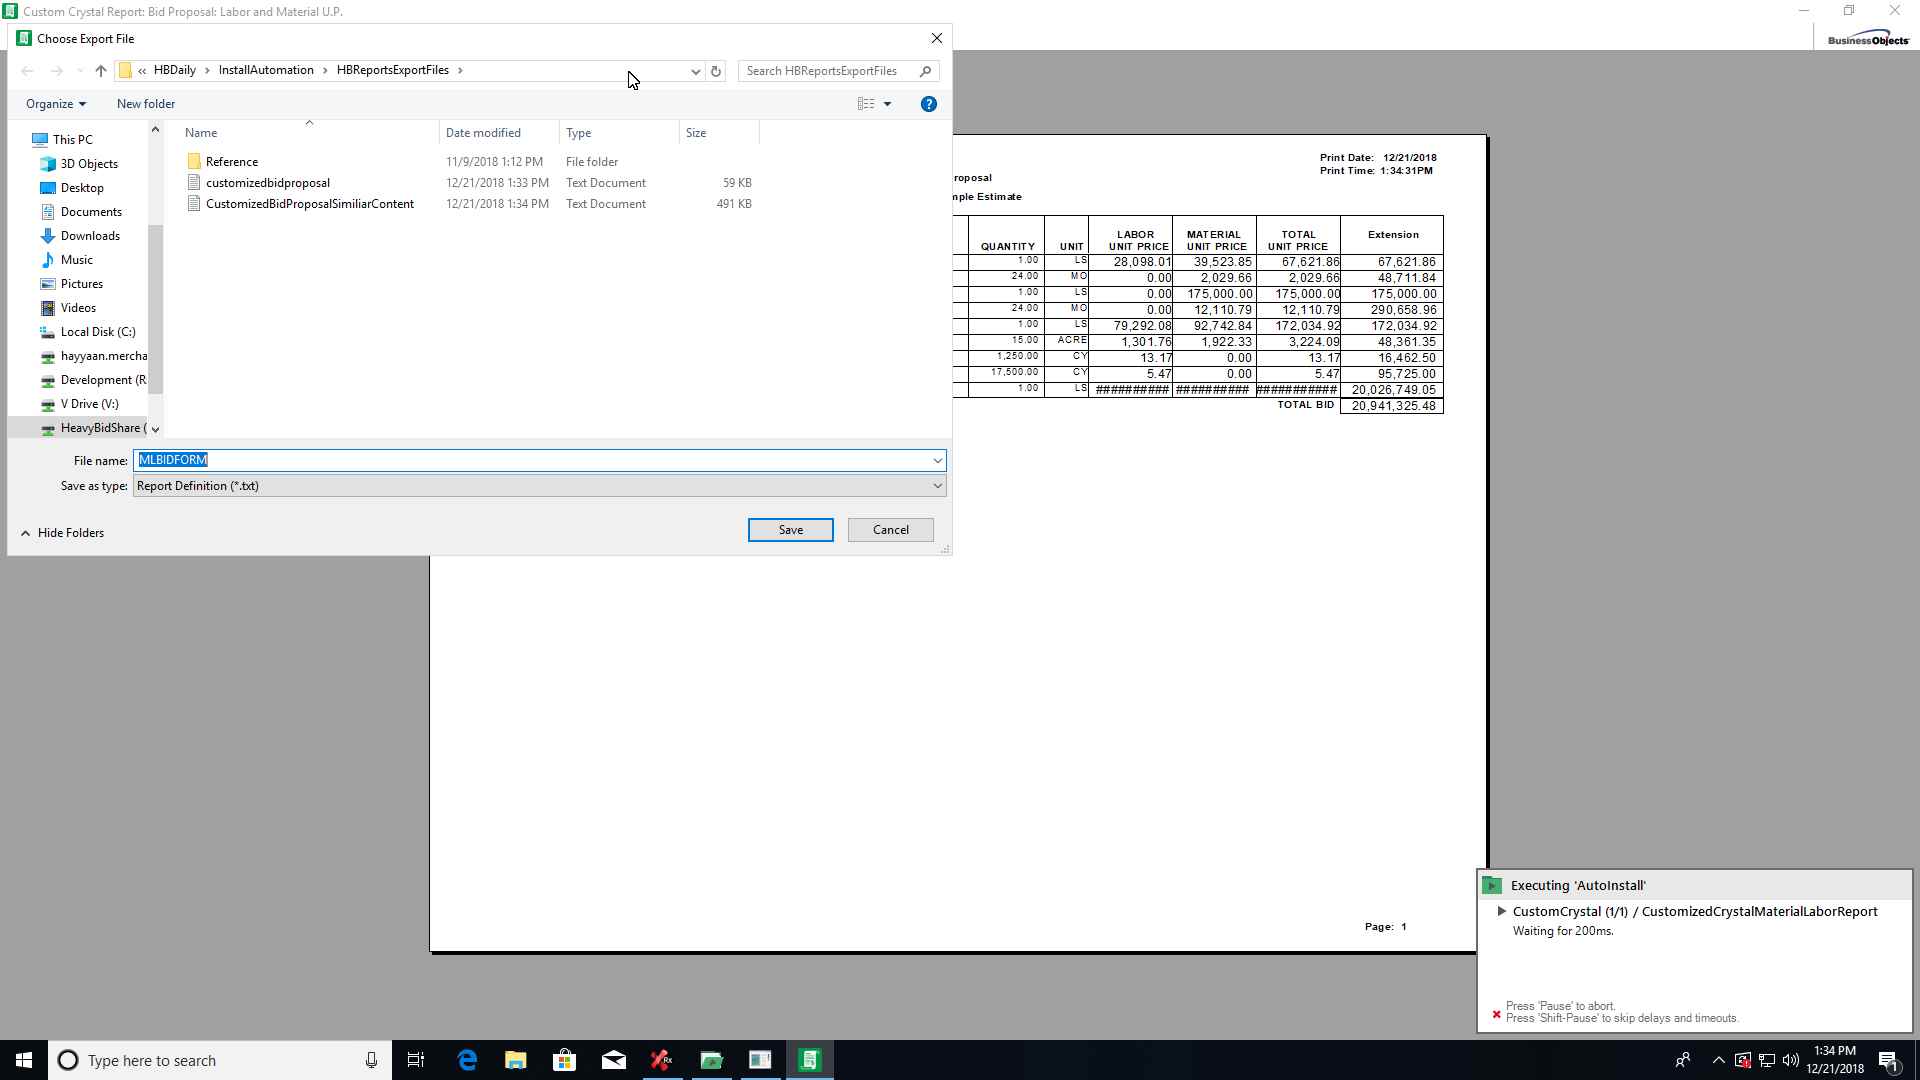 Custom Crystal Report: Bid Proposal: Labor and Material U.P.
BusinessObjects
Choose Export File
« HBDaily > InstallAutomation > HBReportsExportFiles >
Search HBReportsExportFiles
Organize
New folder
?
Name Date modified Type Size
Reference 11/9/2018 1:12 PM File folder
customizedbidproposal 12/21/2018 1:33 PM Text Document 59 KB
CustomizedBidProposalSimiliarContent 12/21/2018 1:34 PM Text Document 491 KB
This PC
3D Objects
Desktop
Documents
Downloads
Music
Pictures
Videos
Local Disk (C:)
hayyaan.mercha
Development (R
V Drive (V:)
HeavyBidShare (
File name: MLBIDFORM
Save as type: Report Definition (*.txt)
Hide Folders
Save
Cancel
Print Date: 12/21/2018
Print Time: 1:34:31PM
roposal
mple Estimate
QUANTITY UNIT LABOR UNIT PRICE MATERIAL UNIT PRICE TOTAL UNIT PRICE Extension
1.00 LS 28,098.01 39,523.85 67,621.86 67,621.86
24.00 MO 0.00 2,029.66 2,029.66 48,711.84
1.00 LS 0.00 175,000.00 175,000.00 175,000.00
24.00 MO 0.00 12,110.79 12,110.79 290,658.96
1.00 LS 79,292.08 92,742.84 172,034.92 172,034.92
15.00 ACRE 1,301.76 1,922.33 3,224.09 48,361.35
1,250.00 CY 13.17 0.00 13.17 16,462.50
17,500.00 CY 5.47 0.00 5.47 95,725.00
1.00 LS ########## ########## ########### 20,026,749.05
TOTAL BID 20,941,325.48
Page: 1
Executing 'AutoInstall'
CustomCrystal (1/1) / CustomizedCrystalMaterialLaborReport
Waiting for 200ms.
Press 'Pause' to abort.
Press 'Shift-Pause' to skip delays and timeouts.
Type here to search
Rx
1:34 PM
12/21/2018
1